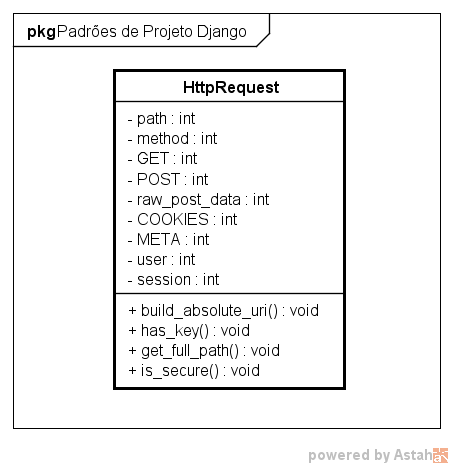 pkg Padrões de Projeto Django
HttpRequest
- path : int
- method : int
- GET : int
- POST : int
- raw_post_data : int
- COOKIES : int
- META : int
- user : int
- session : int
+ build_absolute_uri() : void
+ has_key() : void
+ get_full_path() : void
+ is_secure() : void
powered by Astah